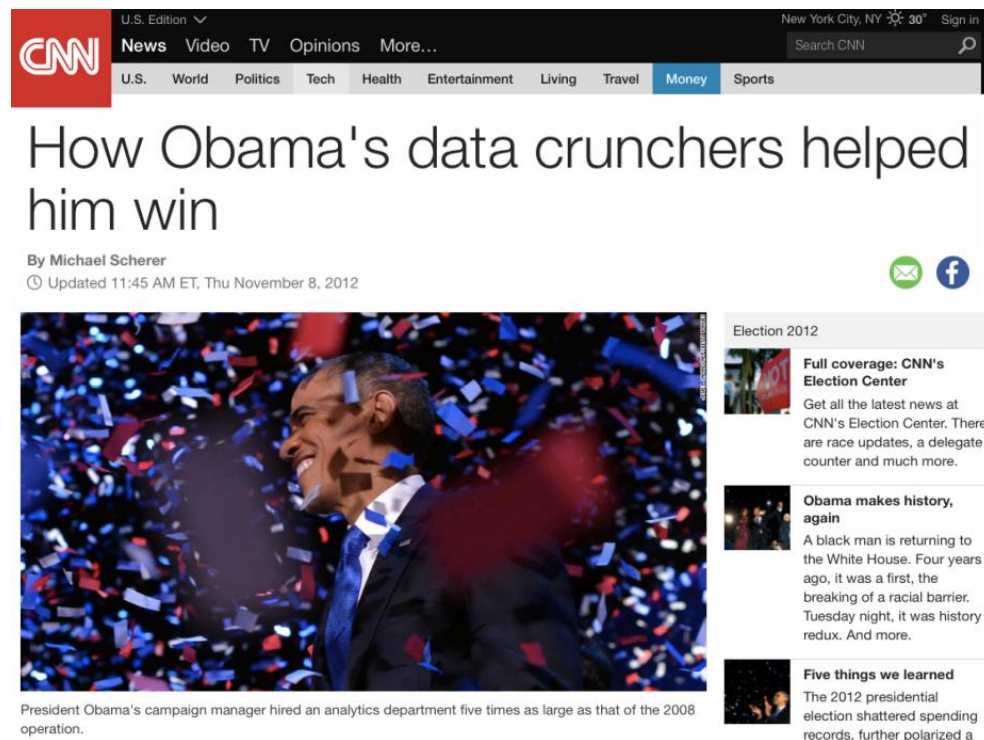 U.S. Edition
New York City, NY 30° Sign in
CNN
News Video TV Opinions More...
Search CNN
U.S. World Politics Tech Health Entertainment Living Travel Money Sports
How Obama's data crunchers helped
him win
By Michael Scherer
Updated 11:45 AM ET, Thu November 8, 2012
f
Election 2012
Full coverage: CNN's
Election Center
Get all the latest news at
CNN's Election Center. There
are race updates, a delegate
counter and much more.
Obama makes history,
again
A black man is returning to
the White House. Four years
ago, it was a first, the
breaking of a racial barrier.
Tuesday night, it was history
redux. And more.
Five things we learned
The 2012 presidential
election shattered spending
records, further polarized a
President Obama's campaign manager hired an analytics department five times as large as that of the 2008
operation.